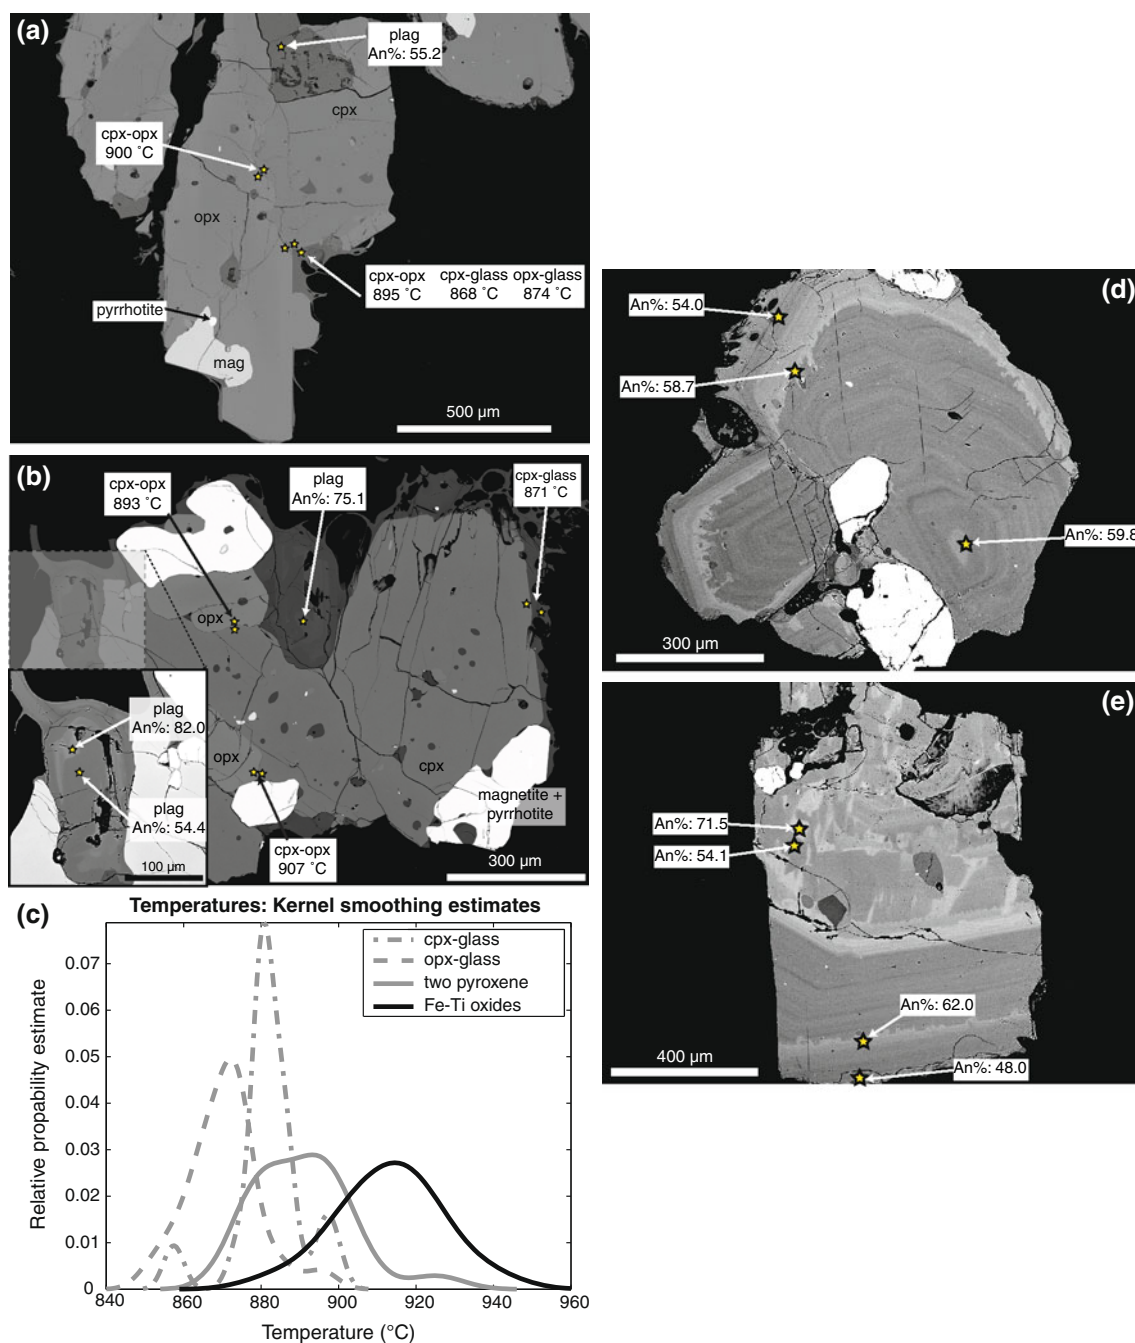 (a)
plag
An%: 55.2
cpx
cpx-opx
900 ˚C
opx
cpx-opx cpx-glass opx-glass
895 ˚C 868 ˚C 874 ˚C
pyrrhotite
mag
500 µm
(b)
cpx-opx
893 ˚C
plag
An%: 75.1
cpx-glass
871 ˚C
opx
plag
An%: 82.0
opx
cpx
plag
An%: 54.4
magnetite +
pyrrhotite
100 µm
cpx-opx
907 ˚C
300 µm
(c)
Temperatures: Kernel smoothing estimates
cpx-glass
opx-glass
two pyroxene
Fe-Ti oxides
Relative propability estimate
0.07
0.06
0.05
0.04
0.03
0.02
0.01
0
840 860 880 900 920 940 960
Temperature (°C)
(d)
An%: 54.0
An%: 58.7
An%: 59.8
300 µm
(e)
An%: 71.5
An%: 54.1
An%: 62.0
An%: 48.0
400 µm